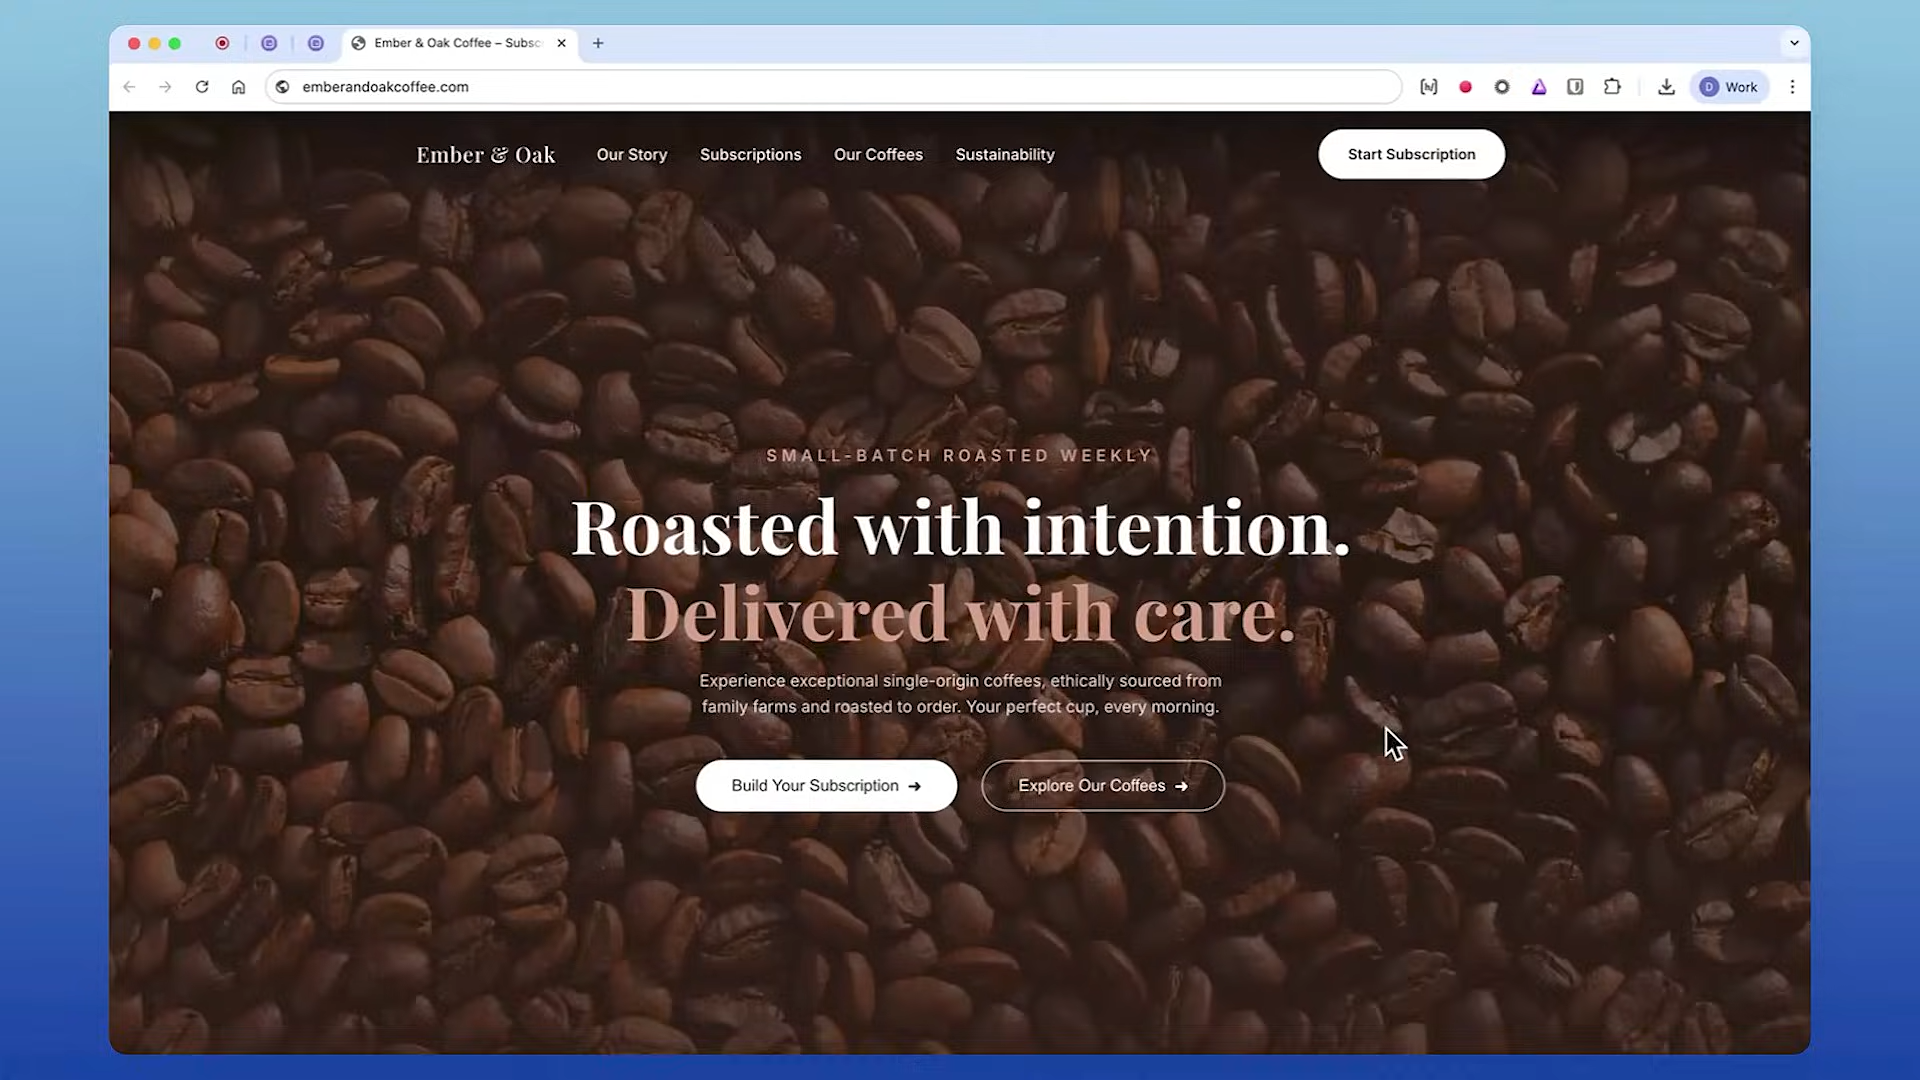 Ember & Oak Coffee – Subsc
emberandoakcoffee.com
D Work
Ember & Oak
Our Story
Subscriptions
Our Coffees
Sustainability
Start Subscription
SMALL-BATCH ROASTED WEEKLY
Roasted with intention.
Delivered with care.
Experience exceptional single-origin coffees, ethically sourced from
family farms and roasted to order. Your perfect cup, every morning.
Build Your Subscription →
Explore Our Coffees →